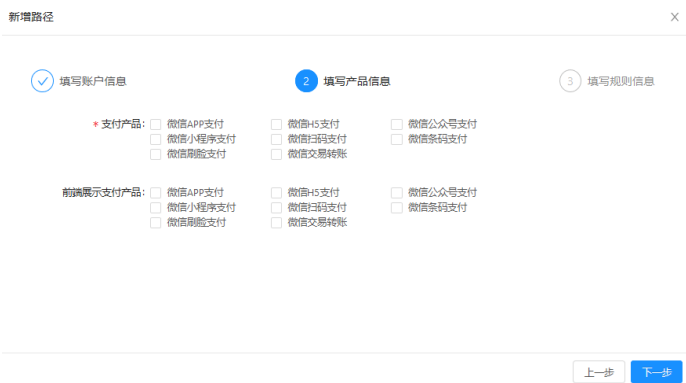 新增路径
填写账户信息 2 填写产品信息 3 填写规则信息
* 支付产品: 微信APP支付 微信H5支付 微信公众号支付
微信小程序支付 微信扫码支付 微信条码支付
微信刷脸支付 微信交易转账
前端展示支付产品: 微信APP支付 微信H5支付 微信公众号支付
微信小程序支付 微信扫码支付 微信条码支付
微信刷脸支付 微信交易转账
上一步 下一步